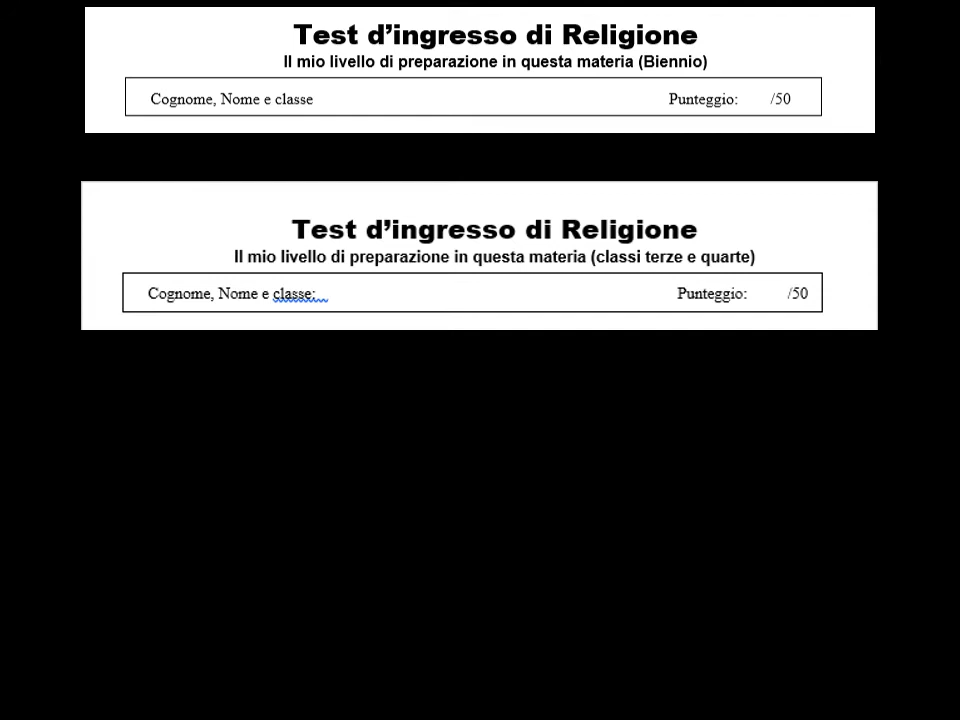 Test d’ingresso di Religione
Il mio livello di preparazione in questa materia (Biennio)
Cognome, Nome e classe Punteggio: /50
Test d’ingresso di Religione
Il mio livello di preparazione in questa materia (classi terze e quarte)
Cognome, Nome e classe: Punteggio: /50